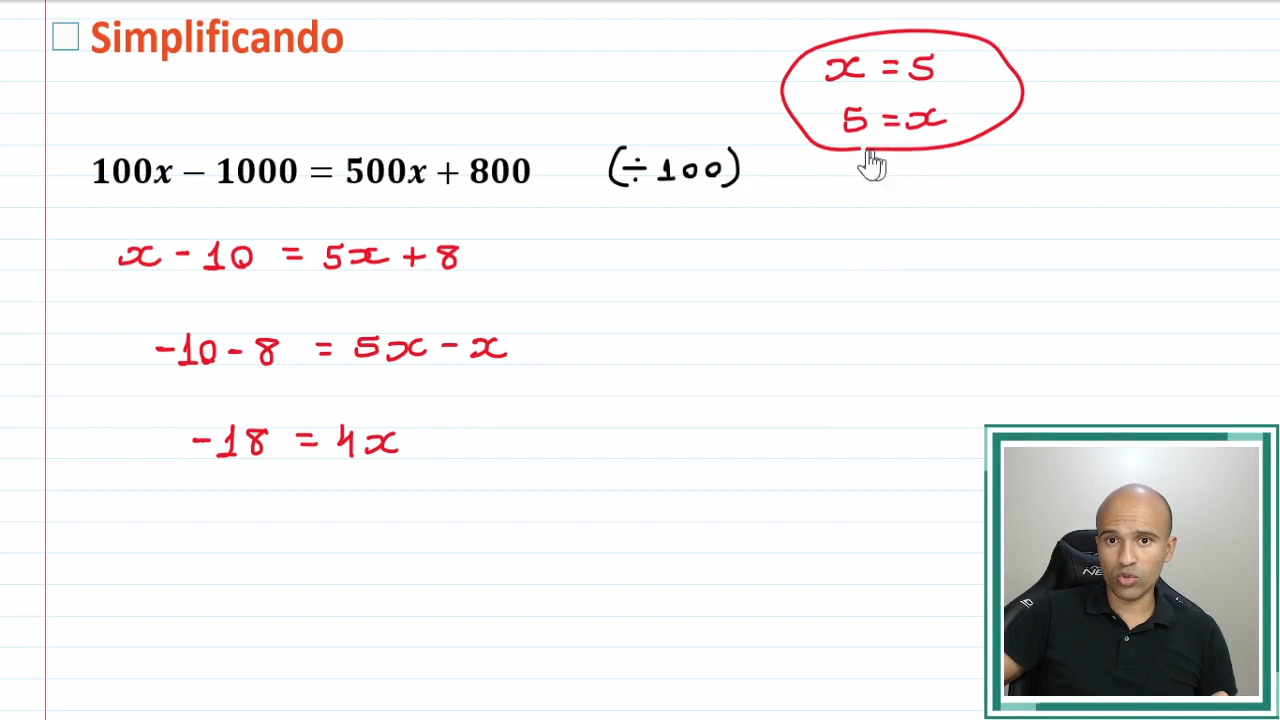 Simplificando
x = 5
5 = x
100x − 1000 = 500x + 800 (÷100)
x - 10 = 5x + 8
-10 - 8 = 5x - x
-18 = 4x